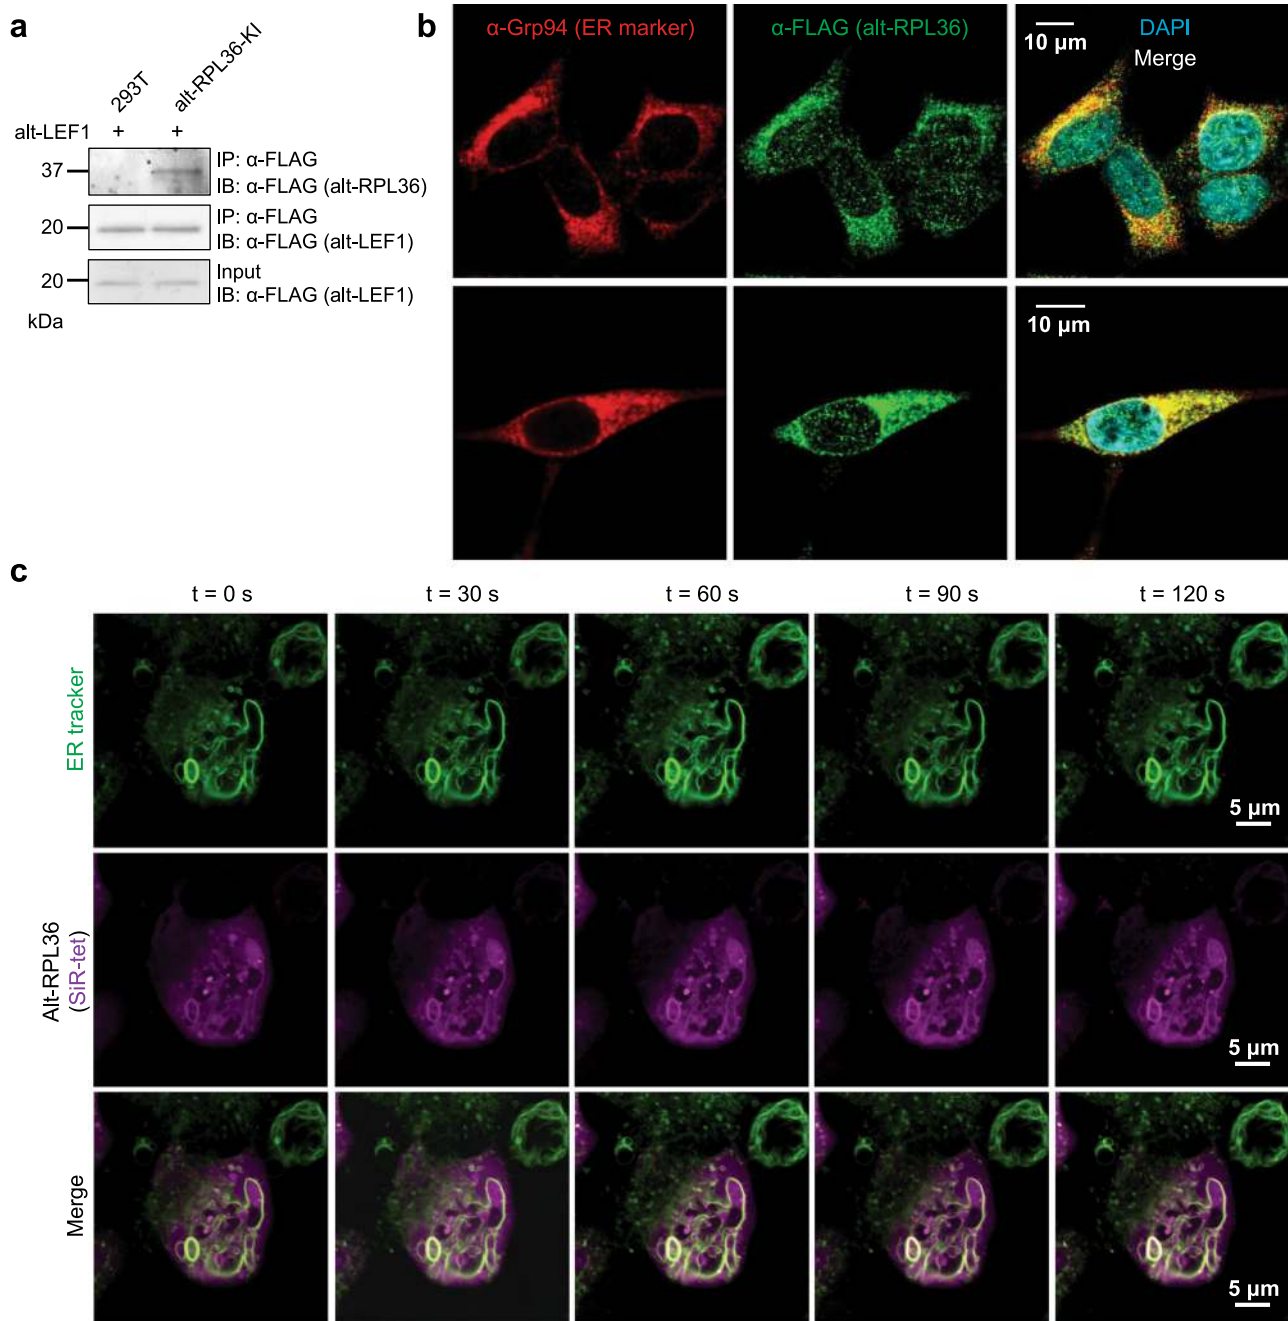 a
293T
alt-RPL36-KI
alt-LEF1 + +
37
IP: α-FLAG
IB: α-FLAG (alt-RPL36)
20
IP: α-FLAG
IB: α-FLAG (alt-LEF1)
20
Input
IB: α-FLAG (alt-LEF1)
kDa
b
α-Grp94 (ER marker)
α-FLAG (alt-RPL36)
DAPI
Merge
10 µm
10 µm
c
t = 0 s
t = 30 s
t = 60 s
t = 90 s
t = 120 s
ER tracker
5 µm
Alt-RPL36
(SiR-tet)
5 µm
Merge
5 µm